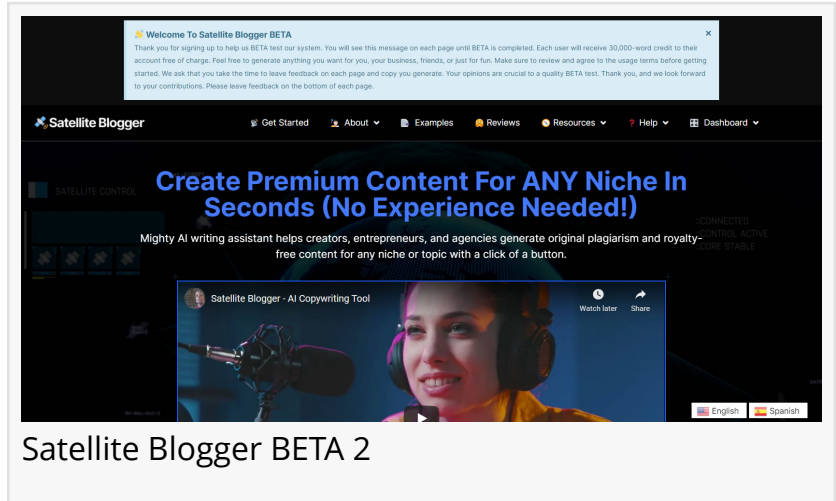 Welcome To Satellite Blogger BETA
×
Thank you for signing up to help us BETA test our system. You will see this message on each page until BETA is completed. Each user will receive 30,000-word credit to their
account free of charge. Feel free to generate anything you want for you, your business, friends, or just for fun. Make sure to review and agree to the usage terms before getting
started. We ask that you take the time to leave feedback on each page and copy you generate. Your opinions are crucial to a quality BETA test. Thank you, and we look forward
to your contributions. Please leave feedback on the bottom of each page.
Satellite Blogger
Get Started About Examples Reviews Resources ? Help Dashboard
SATELLITE CONTROL
Create Premium Content For ANY Niche In
Seconds (No Experience Needed!)
:CONNECTED
:CONTROL ACTIVE
:CORE STABLE
Mighty AI writing assistant helps creators, entrepreneurs, and agencies generate original plagiarism and royalty-
free content for any niche or topic with a click of a button.
Satellite Blogger - AI Copywriting Tool
Watch later Share
English Spanish
Satellite Blogger BETA 2